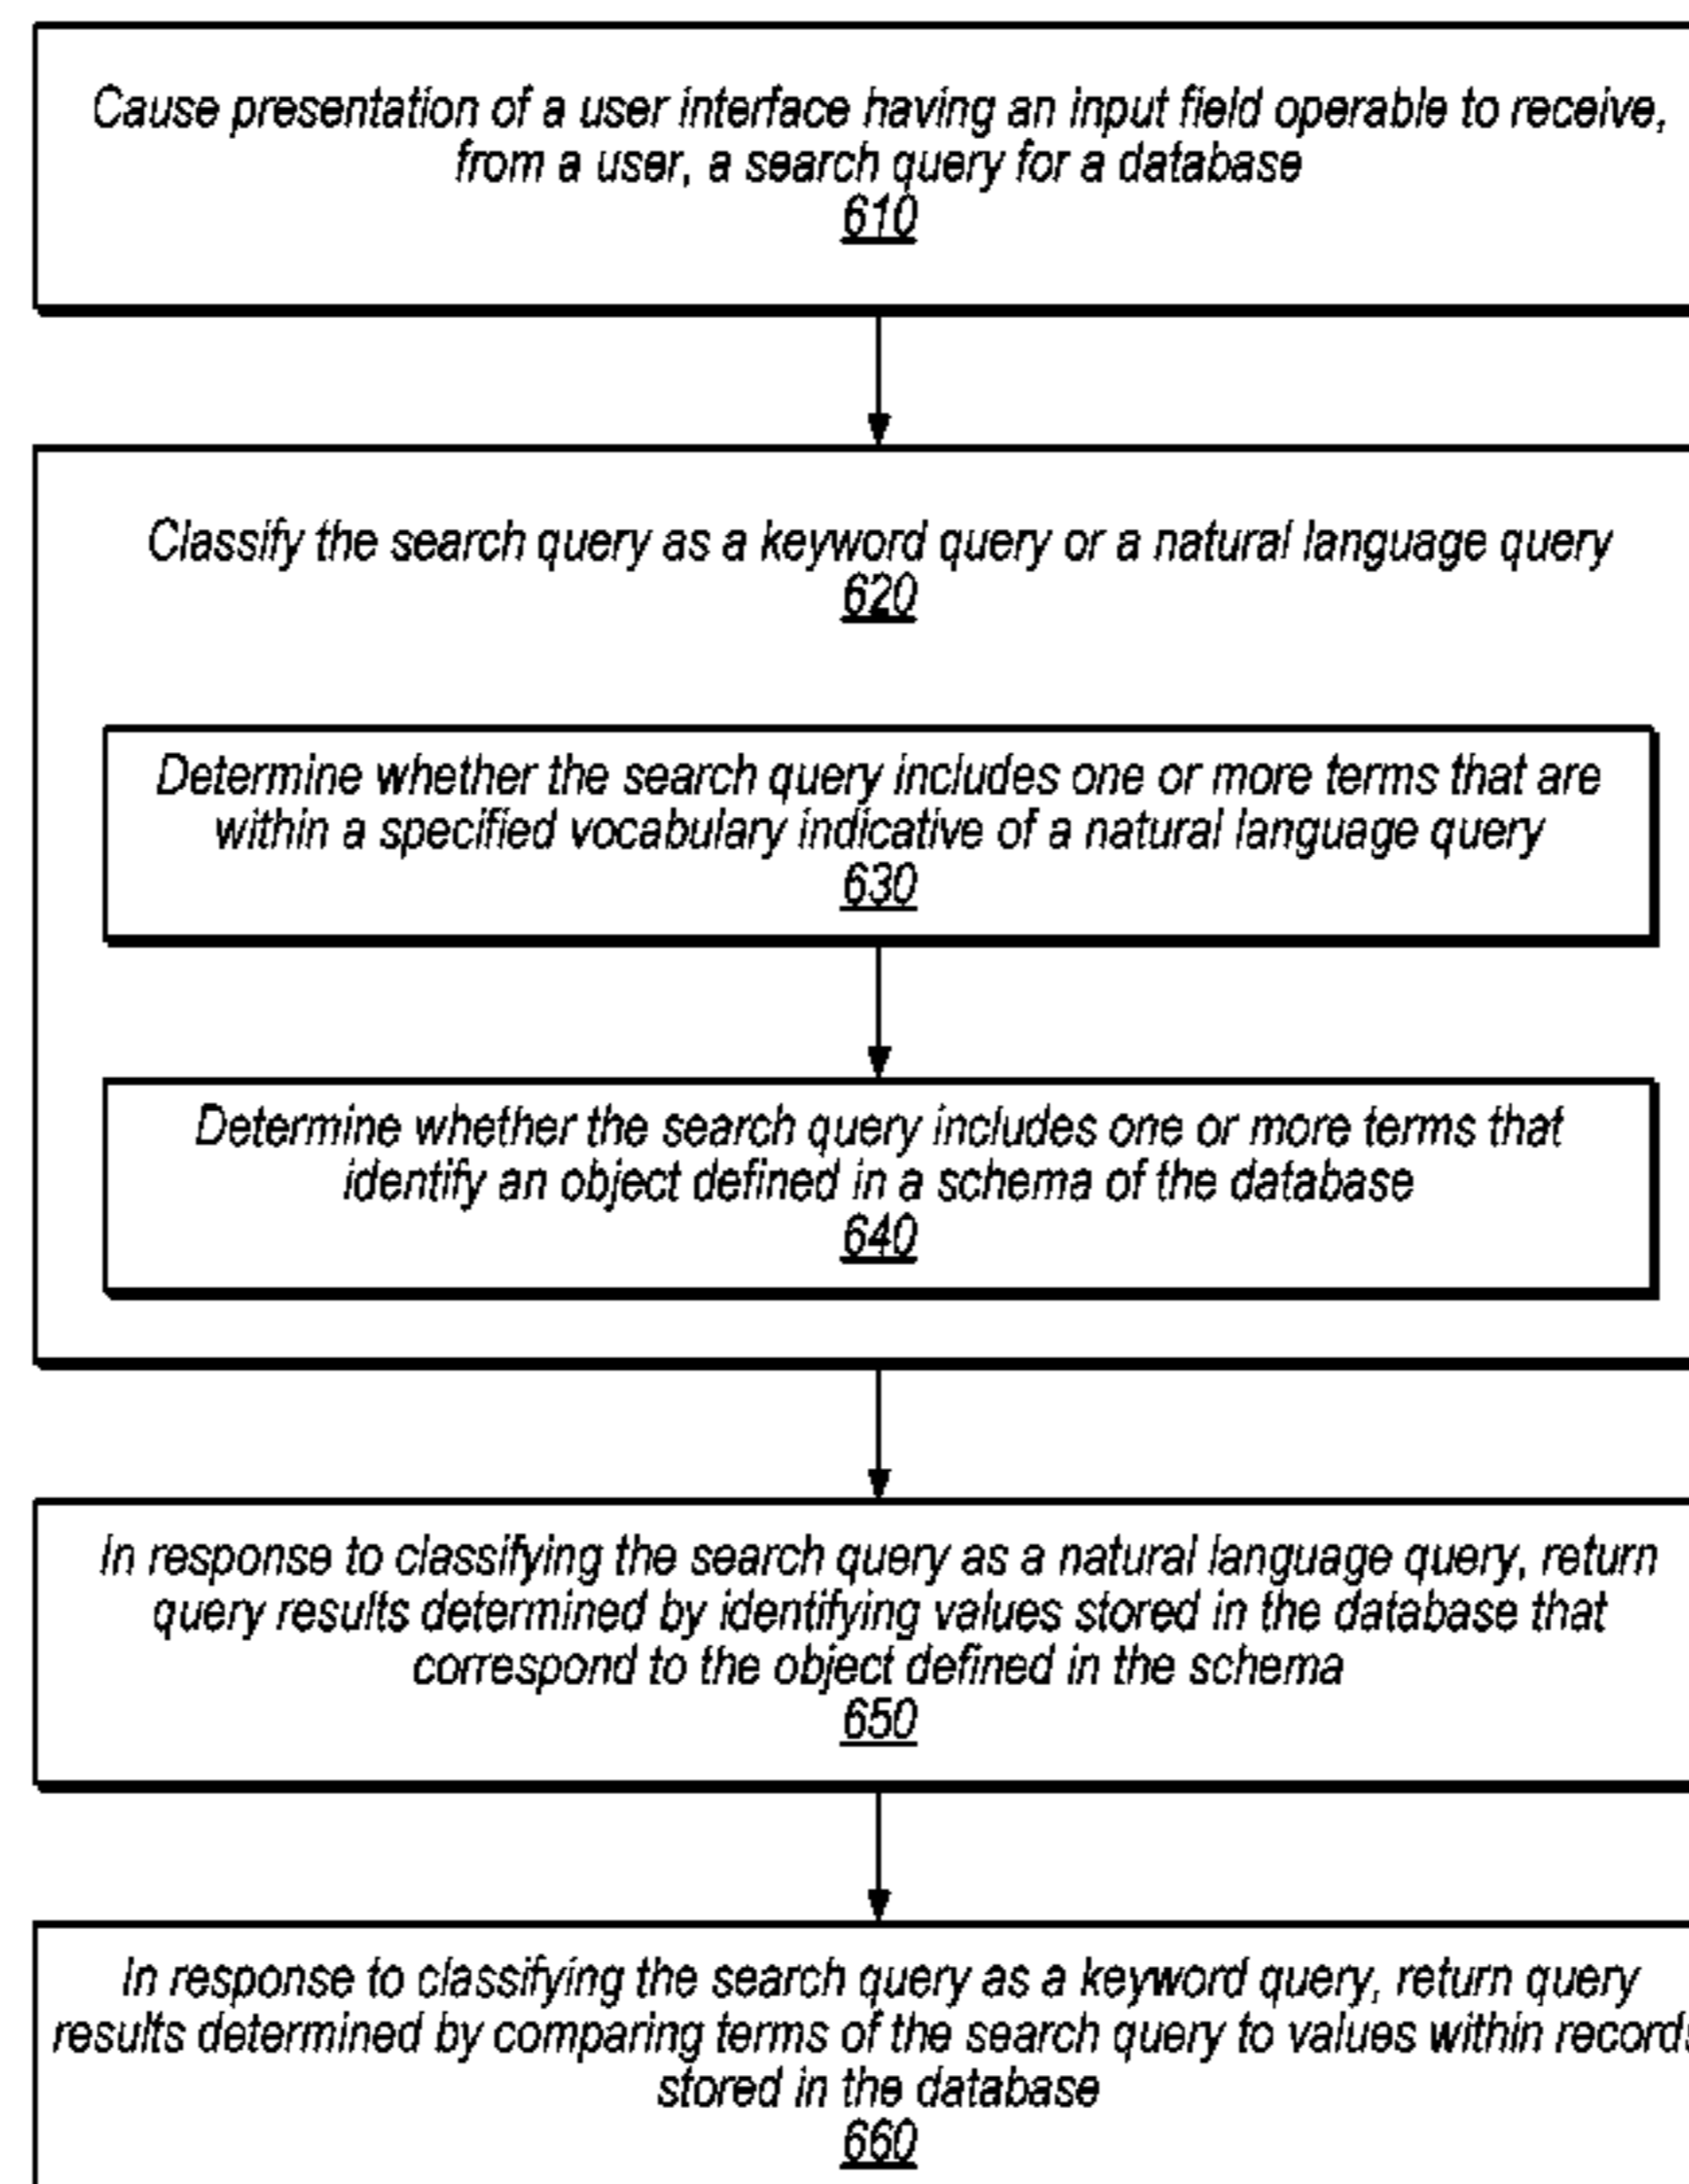 Cause presentation of a user interface having an input field operable to receive,
from a user, a search query for a database
610
Classify the search query as a keyword query or a natural language query
620
Determine whether the search query includes one or more terms that are
within a specified vocabulary indicative of a natural language query
630
Determine whether the search query includes one or more terms that
identify an object defined in a schema of the database
640
In response to classifying the search query as a natural language query, return
query results determined by identifying values stored in the database that
correspond to the object defined in the schema
650
In response to classifying the search query as a keyword query, return query
results determined by comparing terms of the search query to values within records
stored in the database
660